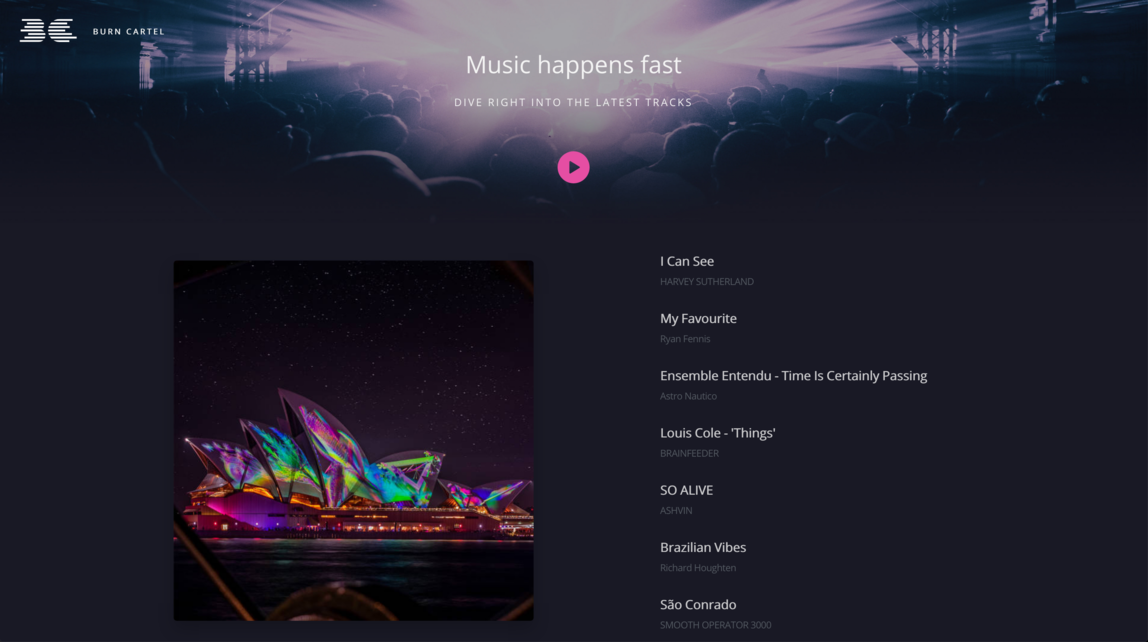 BURN CARTEL
Music happens fast
DIVE RIGHT INTO THE LATEST TRACKS
I Can See
HARVEY SUTHERLAND
My Favourite
Ryan Fennis
Ensemble Entendu - Time Is Certainly Passing
Astro Nautico
Louis Cole - 'Things'
BRAINFEEDER
SO ALIVE
ASHVIN
Brazilian Vibes
Richard Houghten
São Conrado
SMOOTH OPERATOR 3000